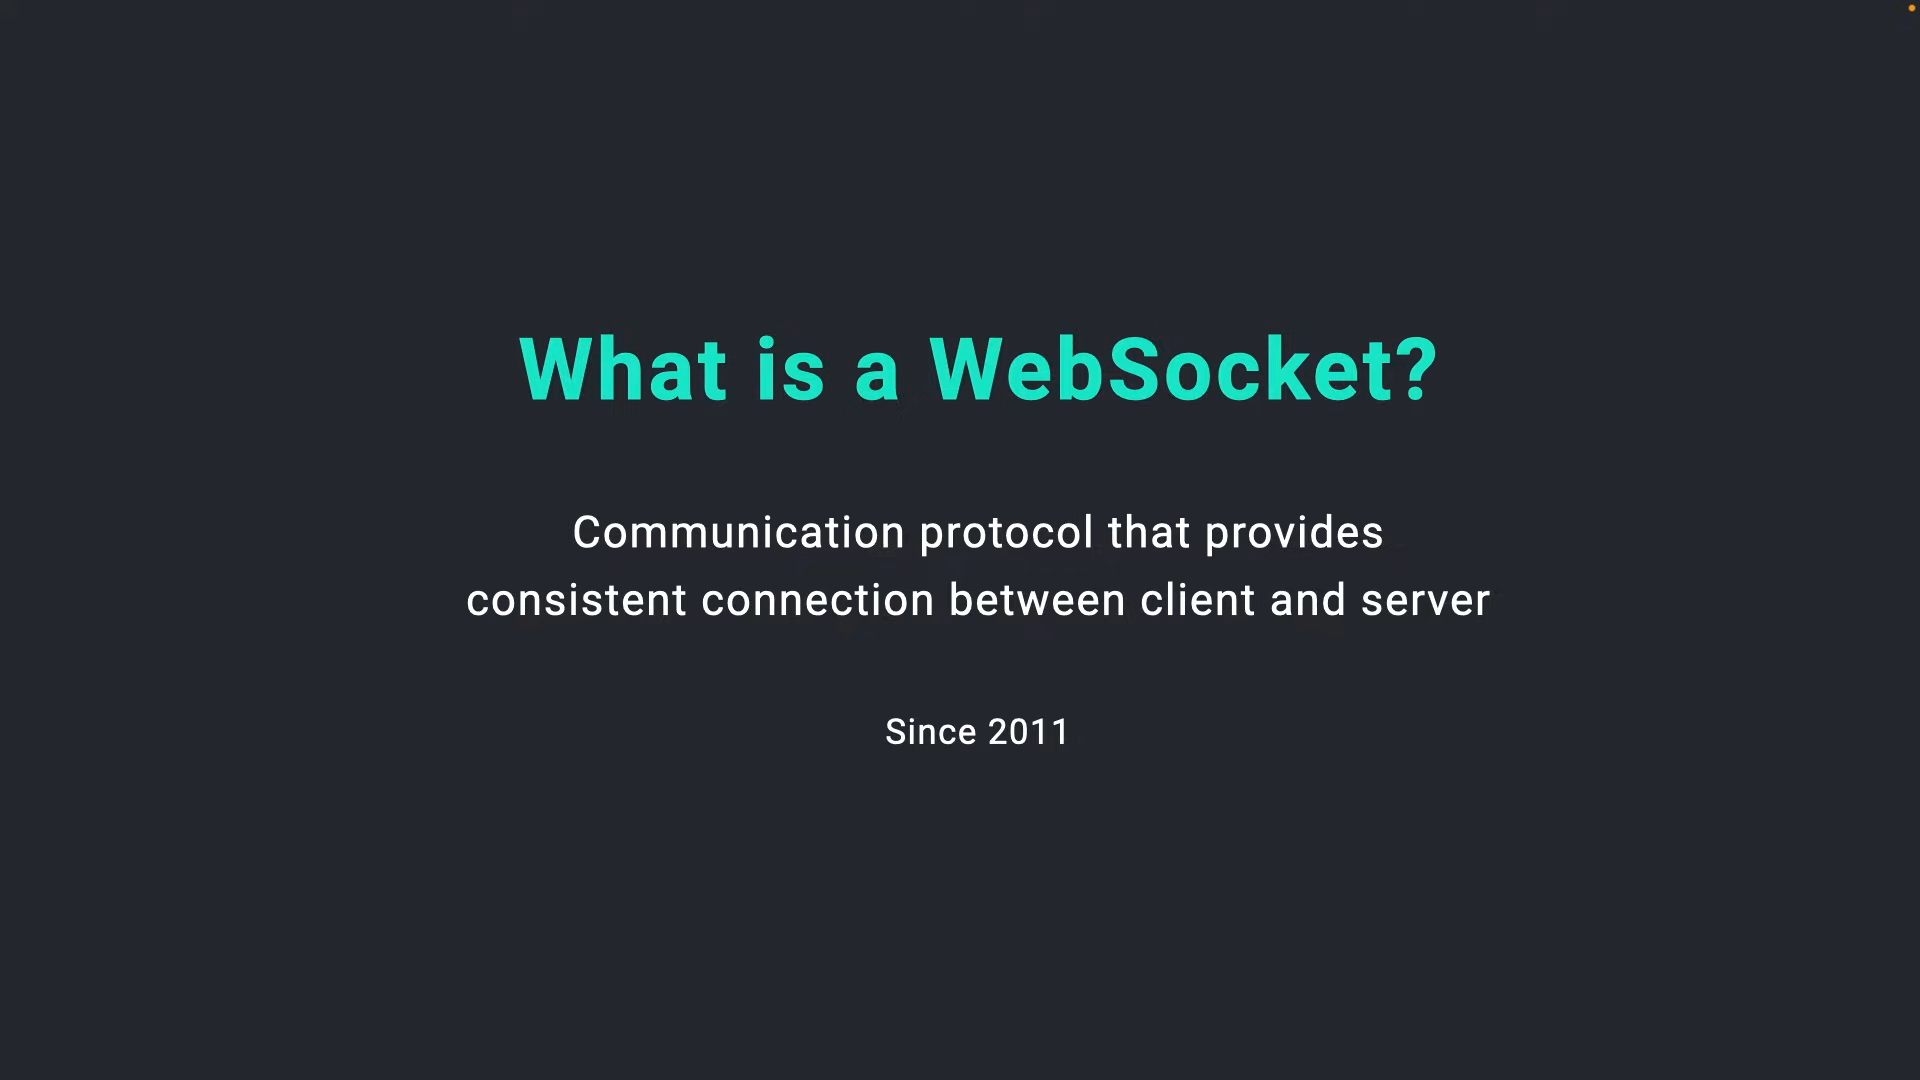 What is a WebSocket?
Communication protocol that provides
consistent connection between client and server
Since 2011